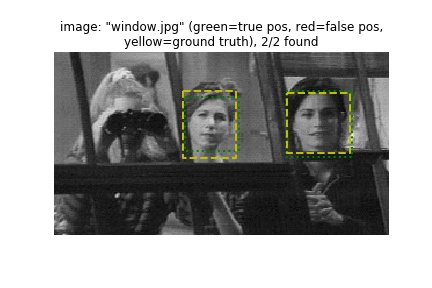 image: "window.jpg" (green=true pos, red=false pos,
yellow=ground truth), 2/2 found